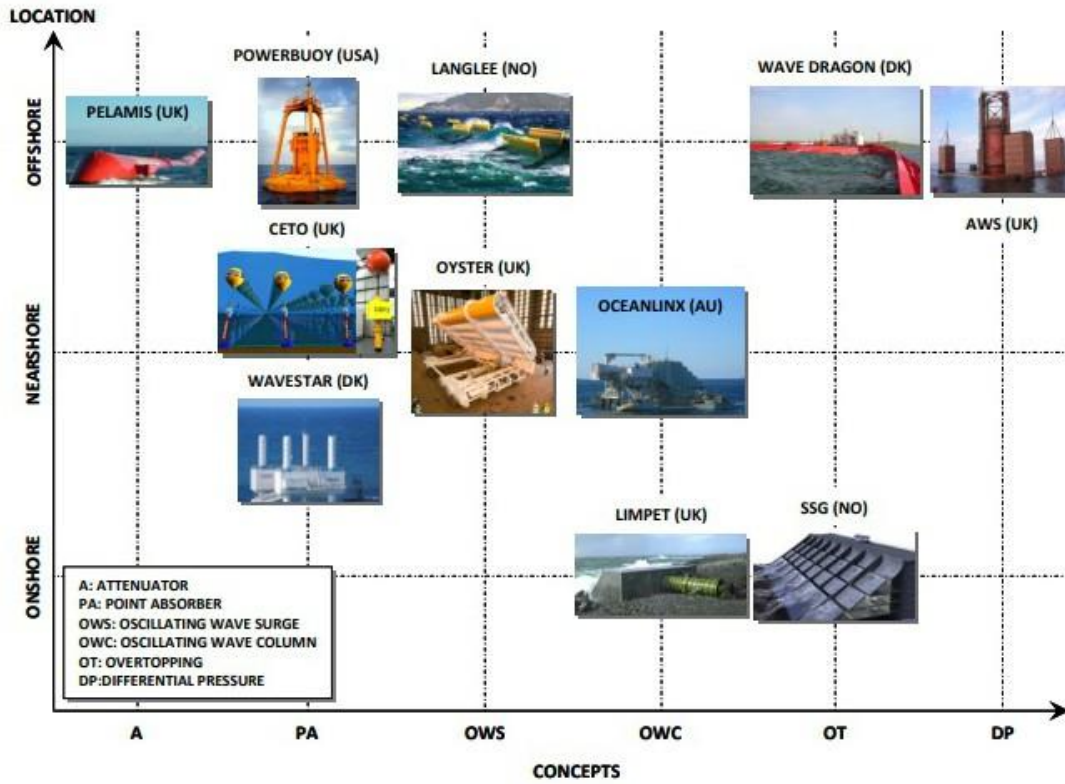 LOCATION
POWERBUOY (USA)
LANGLEE (NO)
WAVE DRAGON (DK)
PELAMIS (UK)
OFFSHORE
CETO (UK)
AWS (UK)
OYSTER (UK)
OCEANLINX (AU)
NEARSHORE
WAVESTAR (DK)
LIMPET (UK)
SSG (NO)
ONSHORE
A: ATTENUATOR
PA: POINT ABSORBER
OWS: OSCILLATING WAVE SURGE
OWC: OSCILLATING WAVE COLUMN
OT: OVERTOPPING
DP:DIFFERENTIAL PRESSURE
A
PA
OWS
OWC
OT
DP
CONCEPTS